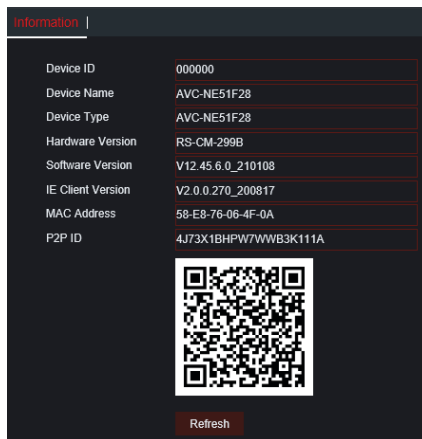 Information
Device ID 000000
Device Name AVC-NE51F28
Device Type AVC-NE51F28
Hardware Version RS-CM-299B
Software Version V12.45.6.0_210108
IE Client Version V2.0.0.270_200817
MAC Address 58-E8-76-06-4F-0A
P2P ID 4J73X1BHPW7WWB3K111A
Refresh